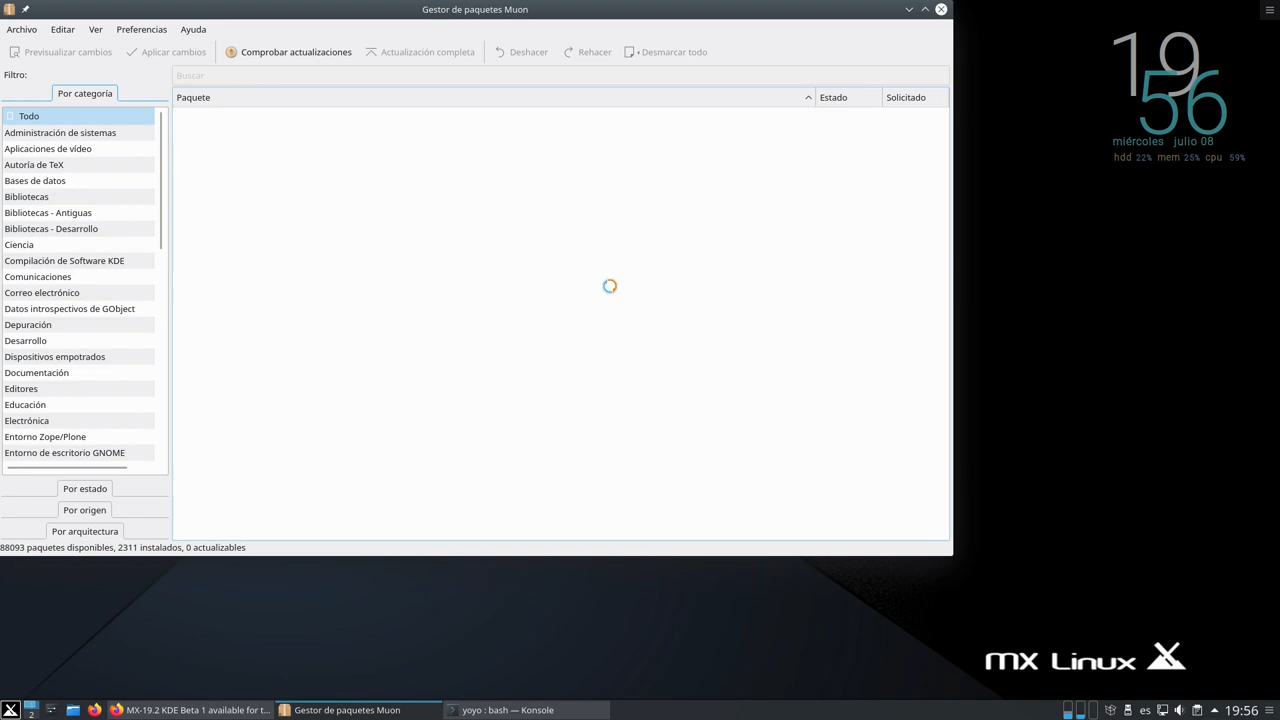 Gestor de paquetes Muon
Archivo Editar Ver Preferencias Ayuda
Previsualizar cambios Aplicar cambios Comprobar actualizaciones Actualización completa Deshacer Rehacer Desmarcar todo
Filtro:
Buscar
Por categoría
Paquete Estado Solicitado
Todo
Administración de sistemas
Aplicaciones de vídeo
Autoría de TeX
Bases de datos
Bibliotecas
Bibliotecas - Antiguas
Bibliotecas - Desarrollo
Ciencia
Compilación de Software KDE
Comunicaciones
Correo electrónico
Datos introspectivos de GObject
Depuración
Desarrollo
Dispositivos empotrados
Documentación
Editores
Educación
Electrónica
Entorno Zope/Plone
Entorno de escritorio GNOME
Por estado
Por origen
Por arquitectura
88093 paquetes disponibles, 2311 instalados, 0 actualizables
19
56
miércoles julio 08
hdd 22% mem 25% cpu 59%
MX Linux
2
MX-19.2 KDE Beta 1 available for t...
Gestor de paquetes Muon
yoyo : bash — Konsole
es
19:56